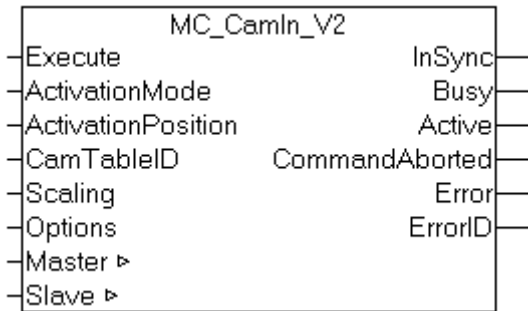 MC_CamIn_V2
Execute InSync
ActivationMode Busy
ActivationPosition Active
CamTableID CommandAborted
Scaling Error
Options ErrorID
Master
Slave